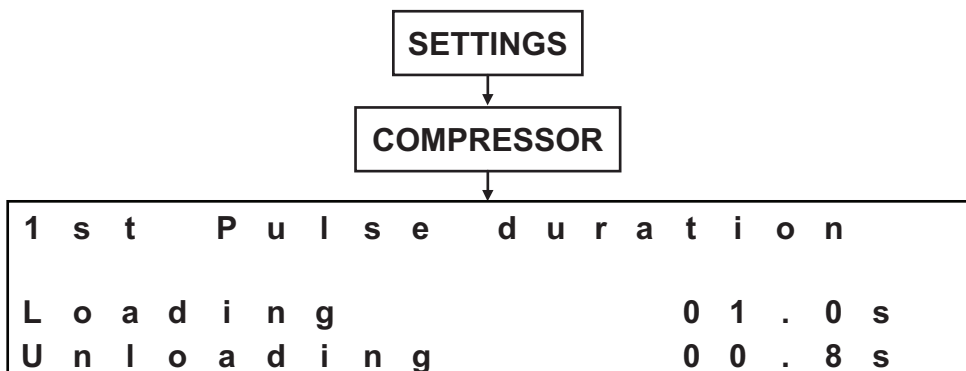 SETTINGS
COMPRESSOR
1st Pulse duration
Loading 01.0s
Unloading 00.8s